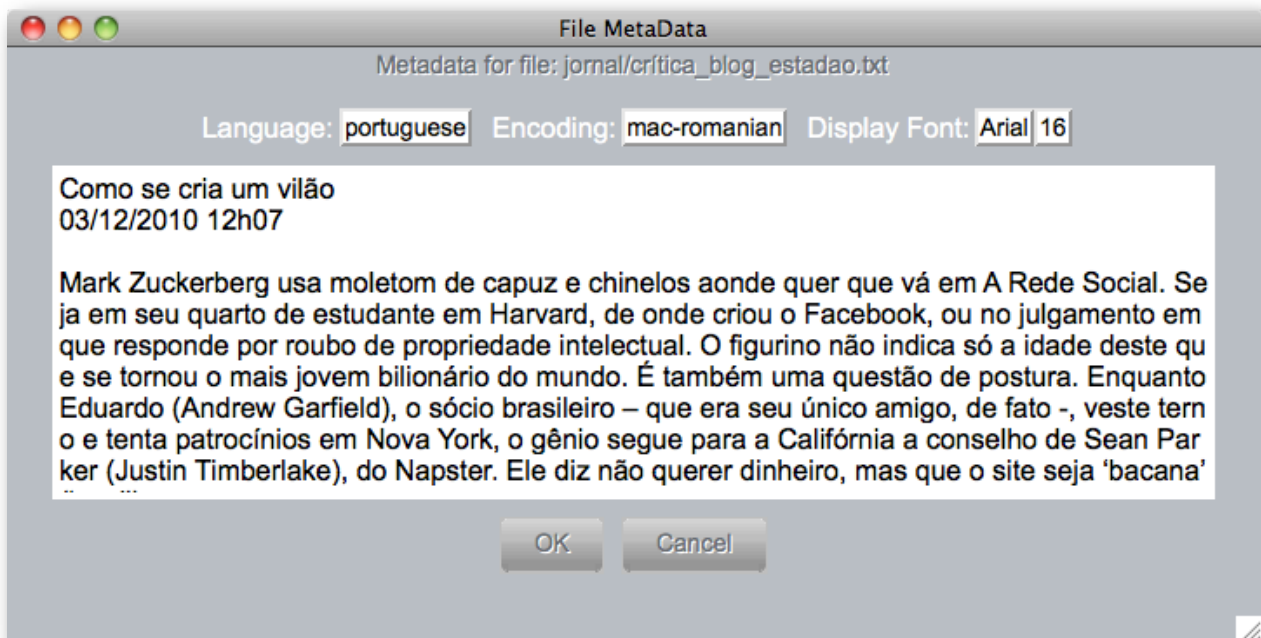 File MetaData
Metadata for file: jornal/crítica_blog_estadao.txt
Language: portuguese Encoding: mac-romanian Display Font: Arial 16
Como se cria um vilão
03/12/2010 12h07
Mark Zuckerberg usa moletom de capuz e chinelos aonde quer que vá em A Rede Social. Se
ja em seu quarto de estudante em Harvard, de onde criou o Facebook, ou no julgamento em
que responde por roubo de propriedade intelectual. O figurino não indica só a idade deste qu
e se tornou o mais jovem bilionário do mundo. É também uma questão de postura. Enquanto
Eduardo (Andrew Garfield), o sócio brasileiro – que era seu único amigo, de fato -, veste tern
o e tenta patrocínios em Nova York, o gênio segue para a Califórnia a conselho de Sean Par
ker (Justin Timberlake), do Napster. Ele diz não querer dinheiro, mas que o site seja ‘bacana’
OK Cancel